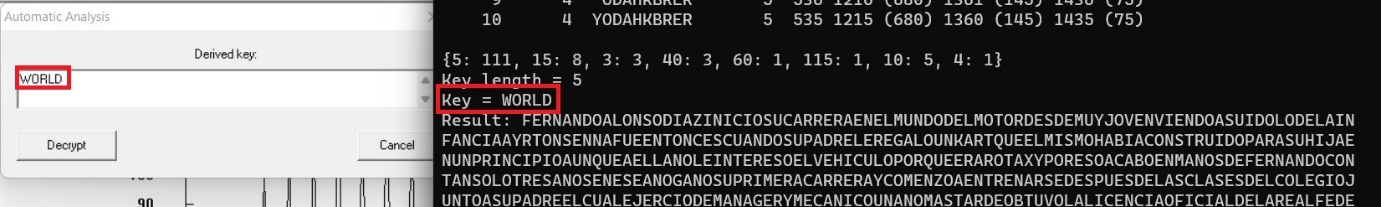 Automatic Analysis
Derived key:
WORLD
Decrypt
Cancel
90
10 4 YODAHKBRER 5 535 1215 (680) 1360 (145) 1435 (75)
{5: 111, 15: 8, 3: 3, 40: 3, 60: 1, 115: 1, 10: 5, 4: 1}
Key length = 5
Key = WORLD
Result: FERNANDOALONSODIAZINICIOSUCARRERAENELMUNDODELMOTORDESDEMUYJOVENVIENDOASUIDOLODELAIN
FANCIAAYRTONSENNAFUEENTONCESCUANDOSUPADRELEREGALOUNKARTQUEELMISMOHABIACONSTRUIDOPARASUHIJAE
NUNPRINCIPIOAUNQUEAELLANOLEINTERESOELVEHICULOPORQUEERAROTAXYPORESOACABOENMANOSDEFERNANDOCON
TANSOLOTRESANOSENESEANOGANOSUPRIMERACARRERAYCOMENZOAENTRENARSEDESPUESDELASCLASESDELCOLEGIOJ
UNTOASUPADREELCUALEJERCIODEMANAGERYMECANICOUNANOMASTARDEOBTUVOLALICENCIAOFICIALDELAREALFEDE